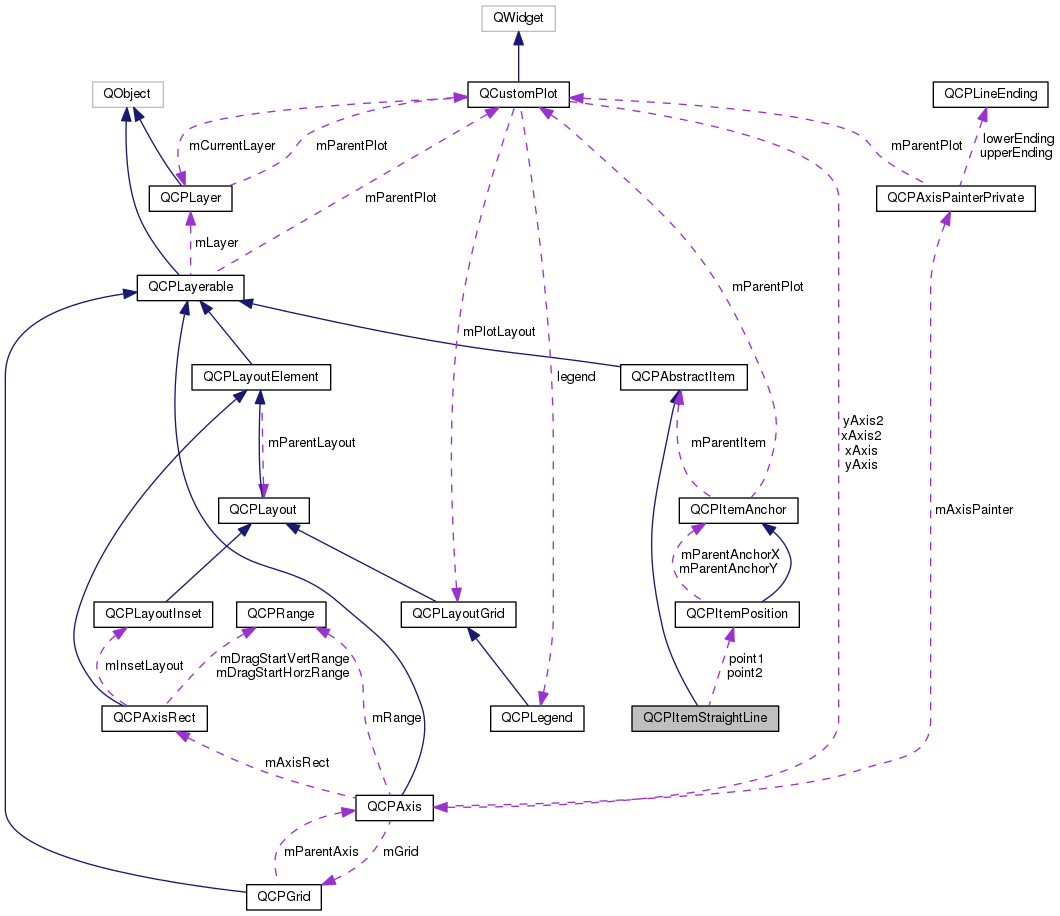 QWidget
QObject
QCustomPlot
QCPLineEnding
mCurrentLayer
mParentPlot
mParentPlot
lowerEnding
upperEnding
QCPLayer
mParentPlot
QCPAxisPainterPrivate
mLayer
QCPLayerable
mParentPlot
mPlotLayout
QCPLayoutElement
legend
QCPAbstractItem
yAxis2
xAxis2
xAxis
yAxis
mParentLayout
mParentItem
QCPLayout
QCPItemAnchor
mAxisPainter
mParentAnchorX
mParentAnchorY
QCPLayoutInset
QCPRange
QCPLayoutGrid
QCPItemPosition
mInsetLayout
mDragStartVertRange
mDragStartHorzRange
point1
point2
QCPAxisRect
mRange
QCPLegend
QCPItemStraightLine
mAxisRect
QCPAxis
mParentAxis
mGrid
QCPGrid